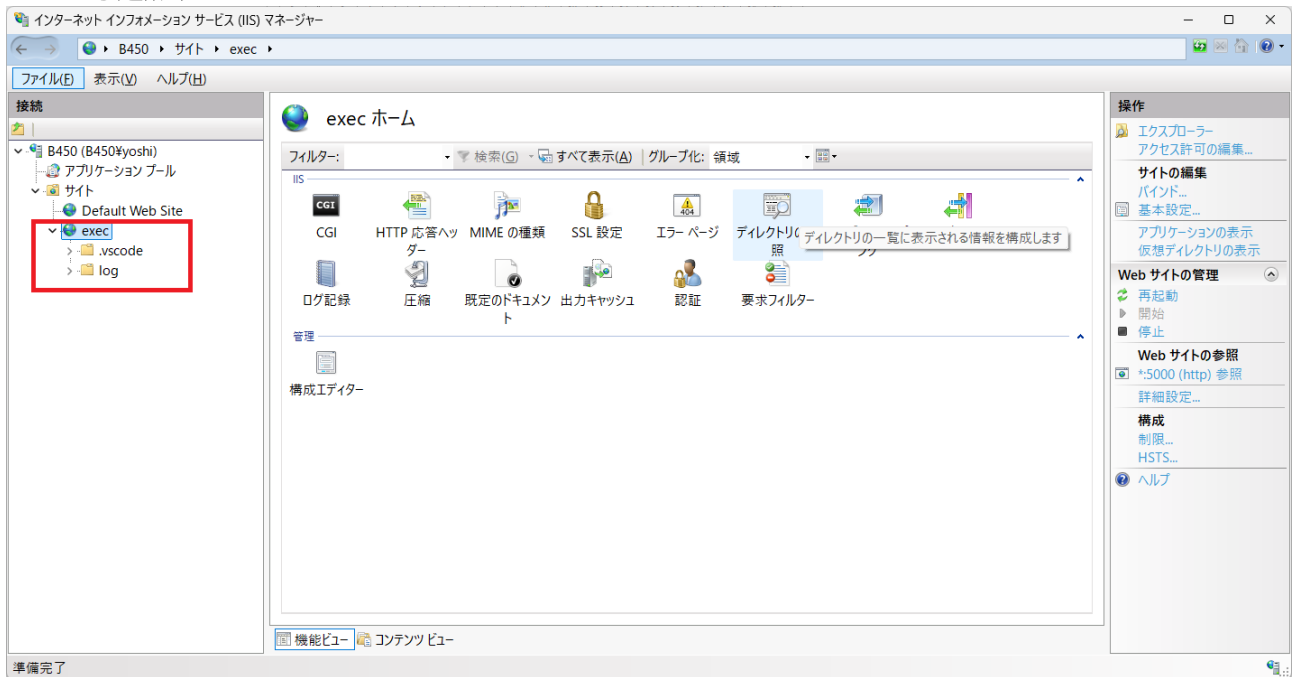 インターネット インフォメーション サービス (IIS) マネージャー
B450 サイト exec
ファイル(F) 表示(V) ヘルプ(H)
接続
B450 (B450¥yoshi)
アプリケーション プール
サイト
Default Web Site
exec
.vscode
log
exec ホーム
フィルター: 検索(G) すべて表示(A) グループ化: 領域
IIS
CGI
CGI
HTTP 応答ヘッ
ダー
MIME の種類
SSL 設定
404
エラー ページ
ディレクトリの
照
ディレクトリの一覧に表示される情報を構成します
ログ記録
圧縮
既定のドキュメン
ト
出力キャッシュ
認証
要求フィルター
管理
構成エディター
機能ビュー コンテンツ ビュー
操作
エクスプローラー
アクセス許可の編集...
サイトの編集
バインド...
基本設定...
アプリケーションの表示
仮想ディレクトリの表示
Web サイトの管理
再起動
開始
停止
Web サイトの参照
*:5000 (http) 参照
詳細設定...
構成
制限...
HSTS...
ヘルプ
準備完了